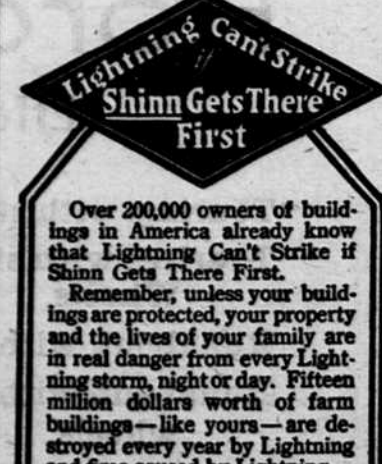 Lightning Can't Strike
Shinn Gets There
First
Over 200,000 owners of build-
ings in America already know
that Lightning Can't Strike if
Shinn Gets There First.
Remember, unless your build-
ings are protected, your property
and the lives of your family are
in real danger from every Light-
ning storm, night or day. Fifteen
million dollars worth of farm
buildings—like yours—are de-
stroyed every year by Lightning